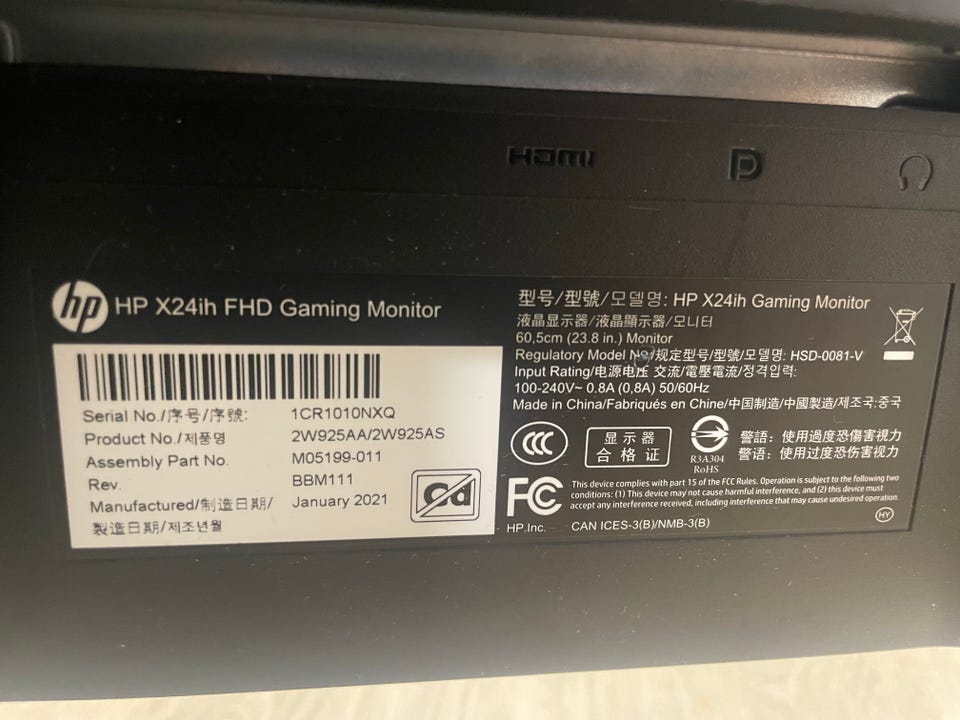 HDMI
hp HP X24ih FHD Gaming Monitor
Serial No./序号/序號: 1CR1010NXQ
Product No./제품명 2W925AA/2W925AS
Assembly Part No. M05199-011
Rev. BBM111
Manufactured/制造日期/ January 2021
製造日期/제조년월
Cd
型号/型號/모델명: HP X24ih Gaming Monitor
液晶显示器/液晶顯示器/모니터
60,5cm (23.8 in.) Monitor
Regulatory Model /规定型号/型號/모델명: HSD-0081-V
Input Rating/电源电压 交流/電壓電流/정격입력:
100-240V~ 0.8A (0,8A) 50/60Hz
Made in China/Fabriqués en Chine/中国制造/中國製造/제조국:중국
CCC
显示器
合格证
R3A304
RoHS
警語: 使用過度恐傷害視力
警语: 使用过度恐伤害视力
FC
This device complies with part 15 of the FCC Rules. Operation is subject to the following two
conditions: (1) This device may not cause harmful interference, and (2) this device must
accept any interference received, including interference that may cause undesired operation.
HP.Inc. CAN ICES-3(B)/NMB-3(B)
HY